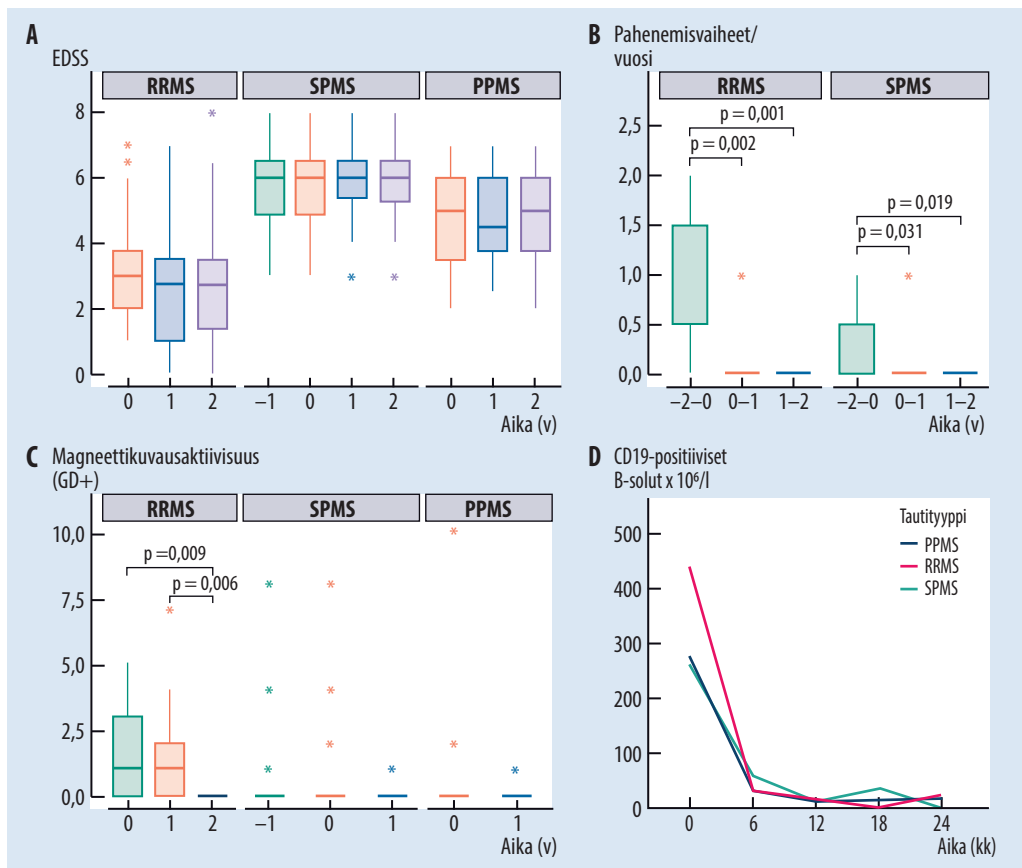 A
EDSS
RRMS SPMS PPMS
8
6
4
2
0
0 1 2 −1 0 1 2 0 1 2
Aika (v)
B Pahenemisvaiheet/
vuosi
RRMS SPMS
2,5
2,0
1,5
1,0
0,5
0,0
p = 0,001
p = 0,002
p = 0,019
p = 0,031
−2–0 0–1 1–2 −2–0 0–1 1–2
Aika (v)
C Magneettikuvausaktiivisuus
(GD+)
RRMS SPMS PPMS
10,0
7,5
5,0
2,5
0,0
p =0,009
p = 0,006
0 1 2 −1 0 1 0 1
Aika (v)
D CD19-positiiviset
B-solut x 10⁶/l
500
400
300
200
100
0
Tautityyppi
PPMS
RRMS
SPMS
0 6 12 18 24
Aika (kk)